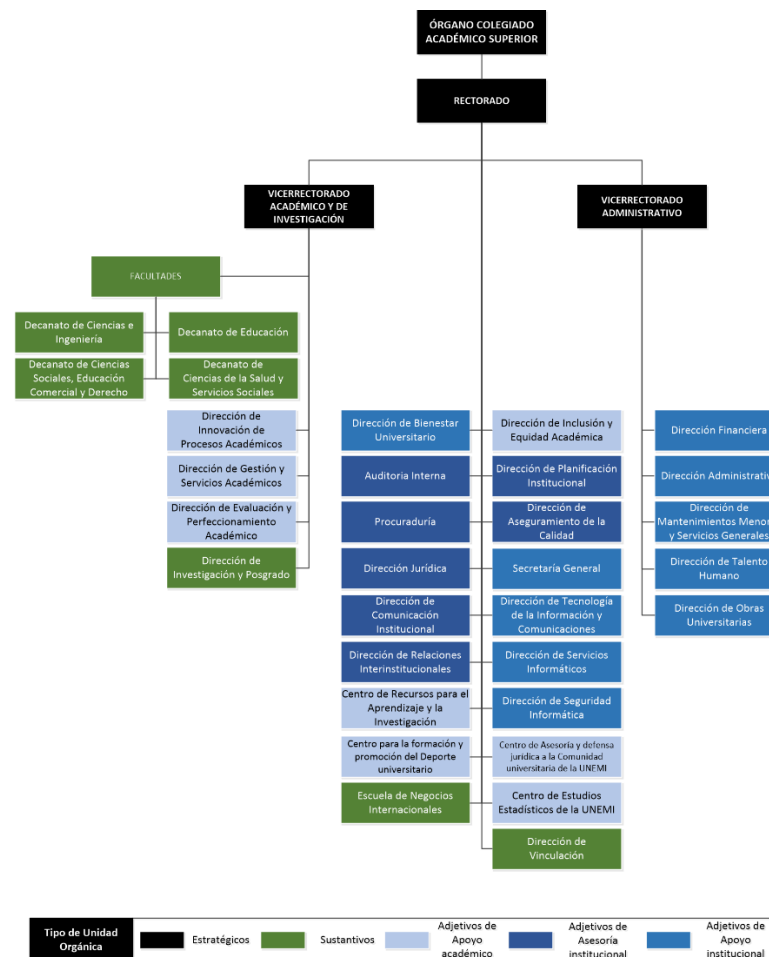 ÓRGANO COLEGIADO
ACADÉMICO SUPERIOR
RECTORADO
VICERRECTORADO
ACADÉMICO Y DE
INVESTIGACIÓN
VICERRECTORADO
ADMINISTRATIVO
FACULTADES
Decanato de Ciencias e
Ingeniería
Decanato de Educación
Decanato de Ciencias
Sociales, Educación
Comercial y Derecho
Decanato de
Ciencias de la Salud y
Servicios Sociales
Dirección de
Innovación de
Procesos Académicos
Dirección de Gestión y
Servicios Académicos
Dirección de Evaluación y
Perfeccionamiento
Académico
Dirección de
Investigación y Posgrado
Dirección de Bienestar
Universitario
Dirección de Inclusión y
Equidad Académica
Auditoria Interna
Dirección de Planificación
Institucional
Procuraduría
Dirección de
Aseguramiento de la
Calidad
Dirección Jurídica
Secretaría General
Dirección de
Comunicación
Institucional
Dirección de Tecnología
de la Información y
Comunicaciones
Dirección de Relaciones
Interinstitucionales
Dirección de Servicios
Informáticos
Centro de Recursos para el
Aprendizaje y la
Investigación
Dirección de Seguridad
Informática
Centro para la formación y
promoción del Deporte
universitario
Centro de Asesoría y defensa
jurídica a la Comunidad
universitaria de la UNEMI
Escuela de Negocios
Internacionales
Centro de Estudios
Estadísticos de la UNEMI
Dirección de
Vinculación
Dirección Financiera
Dirección Administrativ
Dirección de
Mantenimientos Menor
y Servicios Generales
Dirección de Talento
Humano
Dirección de Obras
Universitarias
Tipo de Unidad
Orgánica
Estratégicos
Sustantivos
Adjetivos de
Apoyo
académico
Adjetivos de
Asesoría
institucional
Adjetivos de
Apoyo
institucional